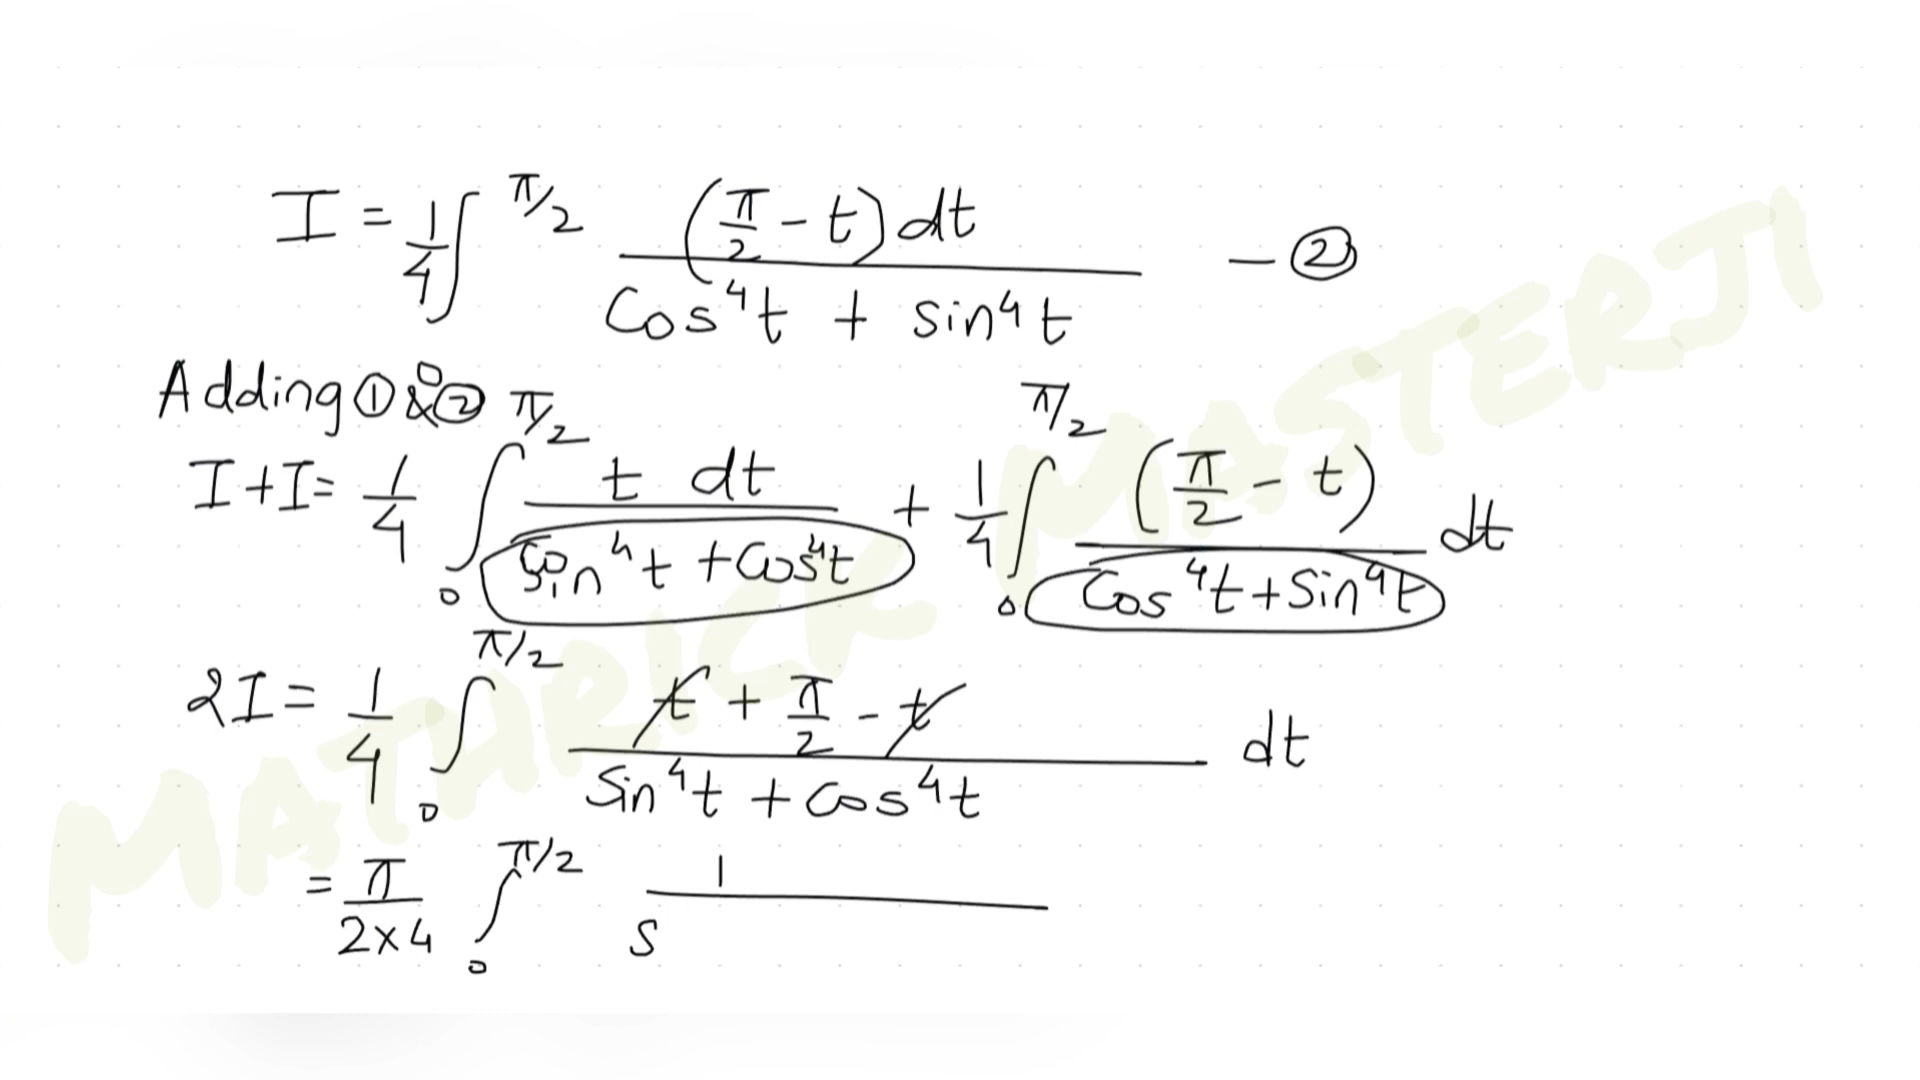 I = 1/4 ∫₀^π/2 (π/2 - t) dt / (Cos⁴t + sin⁴t) - ②
Adding ① & ②
I + I = 1/4 ∫₀^π/2 t dt / (Sin⁴t + Cos⁴t) + 1/4 ∫₀^π/2 (π/2 - t) / (Cos⁴t + Sin⁴t) dt
2I = 1/4 ∫₀^π/2 (t + π/2 - t) / (Sin⁴t + Cos⁴t) dt
= π/(2×4) ∫₀^π/2 1 / S
MATHRICK MASTERJI